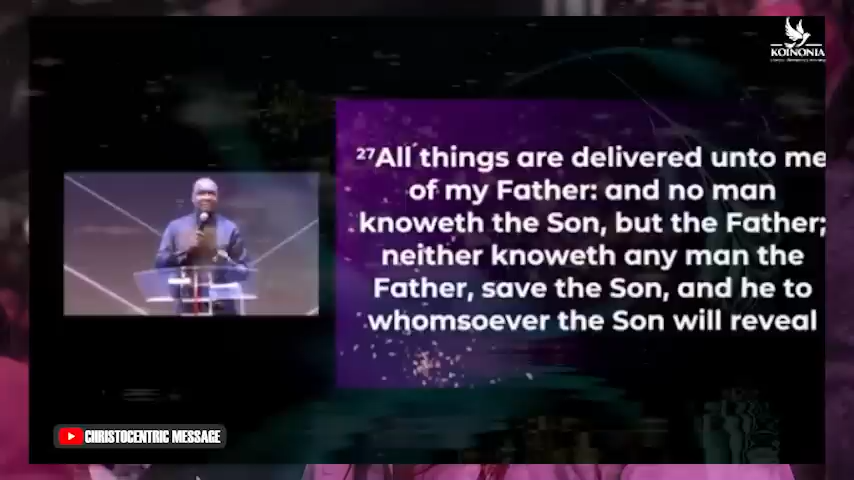 KOINONIA
²⁷All things are delivered unto me
of my Father: and no man
knoweth the Son, but the Father;
neither knoweth any man the
Father, save the Son, and he to
whomsoever the Son will reveal
CHRISTOCENTRIC MESSAGE